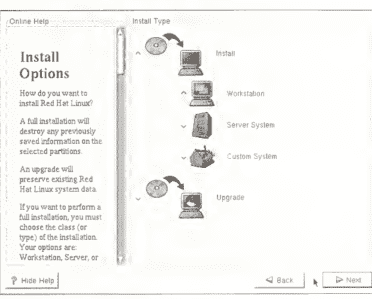 Online Help
Install
Options
How do you want to
install Red Hat Linux?
A full installation will
destroy any previously
saved information on the
selected partitions.
An upgrade will
preserve existing Red
Hat Linux system data.
If you want to perform a
full installation, you must
choose the class (or
type) of the installation.
Your options are:
Workstation, Server, or
Install Type
Install
Workstation
Server System
Custom System
Upgrade
? Hide Help
Back
Next